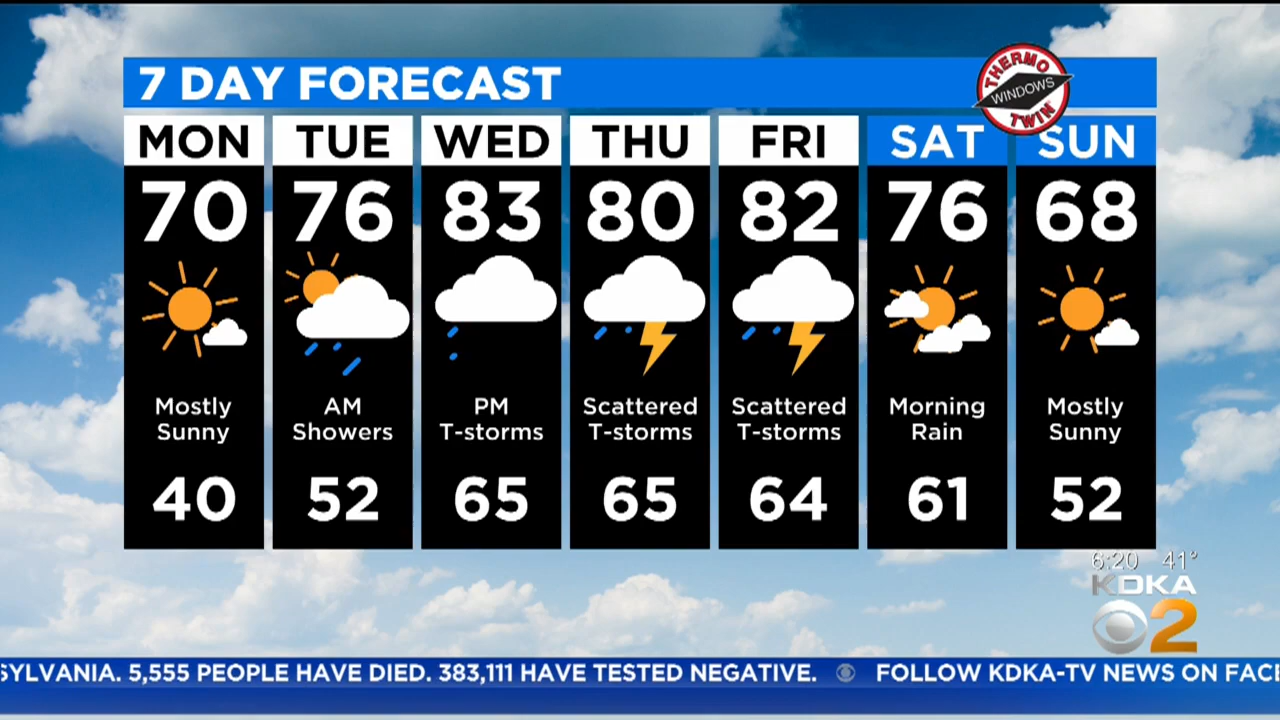 7 DAY FORECAST
THERMO
WINDOWS
TWIN
MON TUE WED THU FRI SAT SUN
70 76 83 80 82 76 68
Mostly Sunny
AM Showers
PM T-storms
Scattered T-storms
Scattered T-storms
Morning Rain
Mostly Sunny
40 52 65 65 64 61 52
6:20 41°
KDKA
2
SYLVANIA. 5,555 PEOPLE HAVE DIED. 383,111 HAVE TESTED NEGATIVE. FOLLOW KDKA-TV NEWS ON FACE